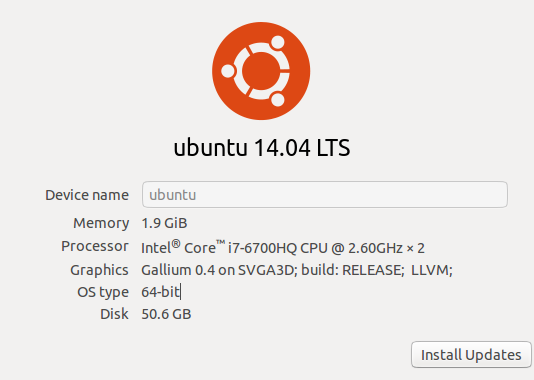 ubuntu 14.04 LTS
Device name ubuntu
Memory 1.9 GiB
Processor Intel® Core™ i7-6700HQ CPU @ 2.60GHz × 2
Graphics Gallium 0.4 on SVGA3D; build: RELEASE; LLVM;
OS type 64-bit
Disk 50.6 GB
Install Updates